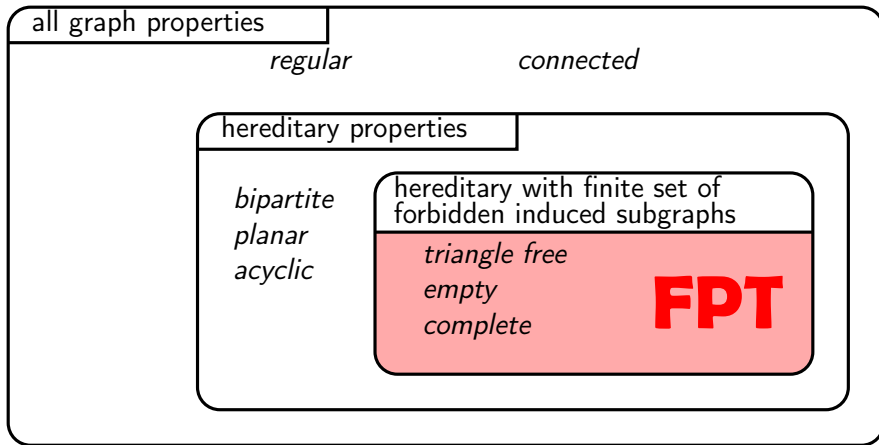 all graph properties
regular connected
hereditary properties
hereditary with finite set of
forbidden induced subgraphs
bipartite
planar
acyclic
triangle free
empty
complete
FPT